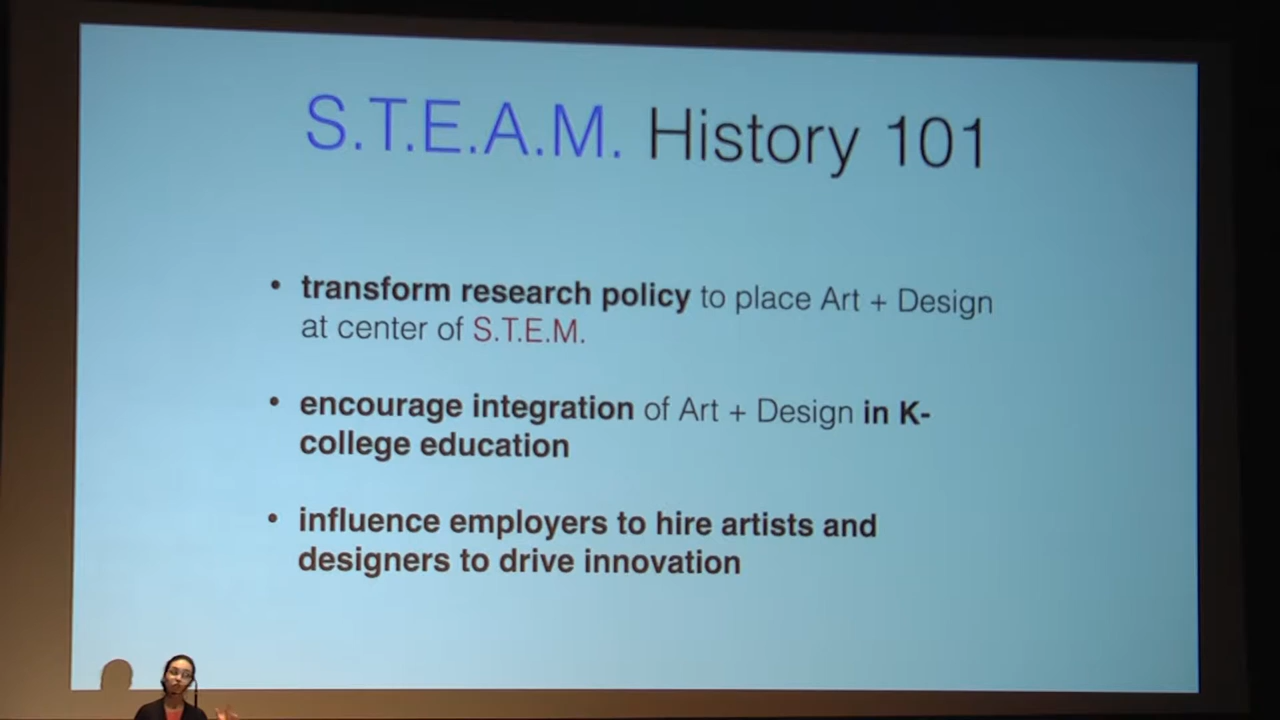 S.T.E.A.M. History 101
• transform research policy to place Art + Design
at center of S.T.E.M.
• encourage integration of Art + Design in K-
college education
• influence employers to hire artists and
designers to drive innovation